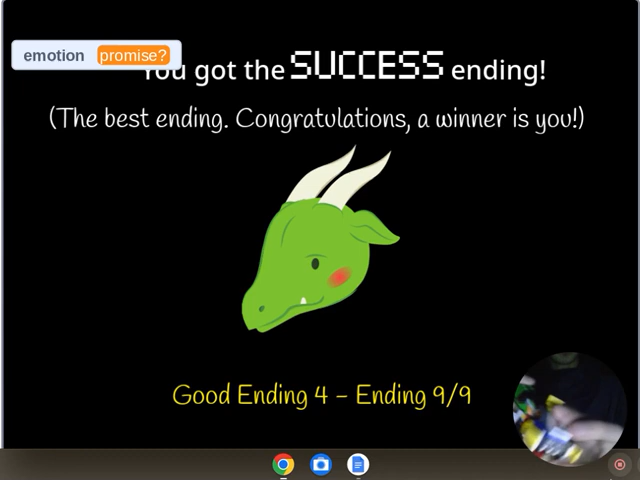 emotion promise?
You got the SUCCESS ending!
(The best ending. Congratulations, a winner is you!)
Good Ending 4 - Ending 9/9